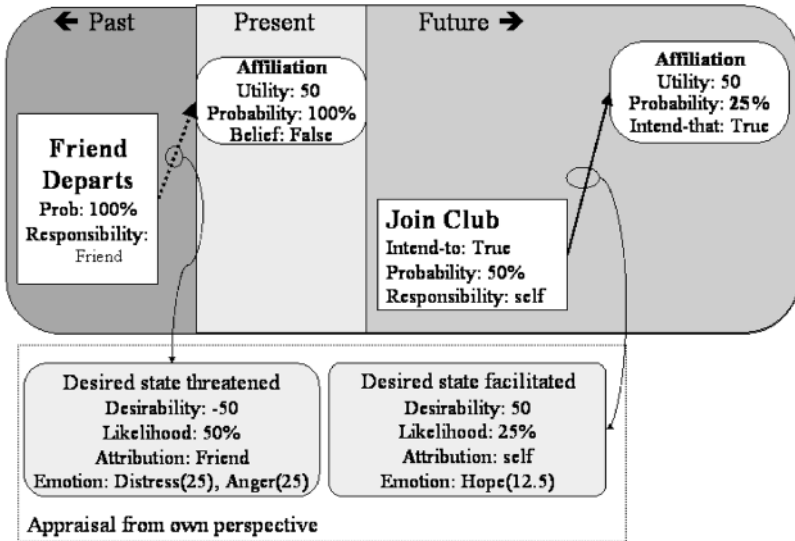 ← Past
Present
Future →
Affiliation
Utility: 50
Probability: 100%
Belief: False
Affiliation
Utility: 50
Probability: 25%
Intend-that: True
Friend
Departs
Prob: 100%
Responsibility:
Friend
Join Club
Intend-to: True
Probability: 50%
Responsibility: self
Desired state threatened
Desirability: -50
Likelihood: 50%
Attribution: Friend
Emotion: Distress(25), Anger(25)
Desired state facilitated
Desirability: 50
Likelihood: 25%
Attribution: self
Emotion: Hope(12.5)
Appraisal from own perspective